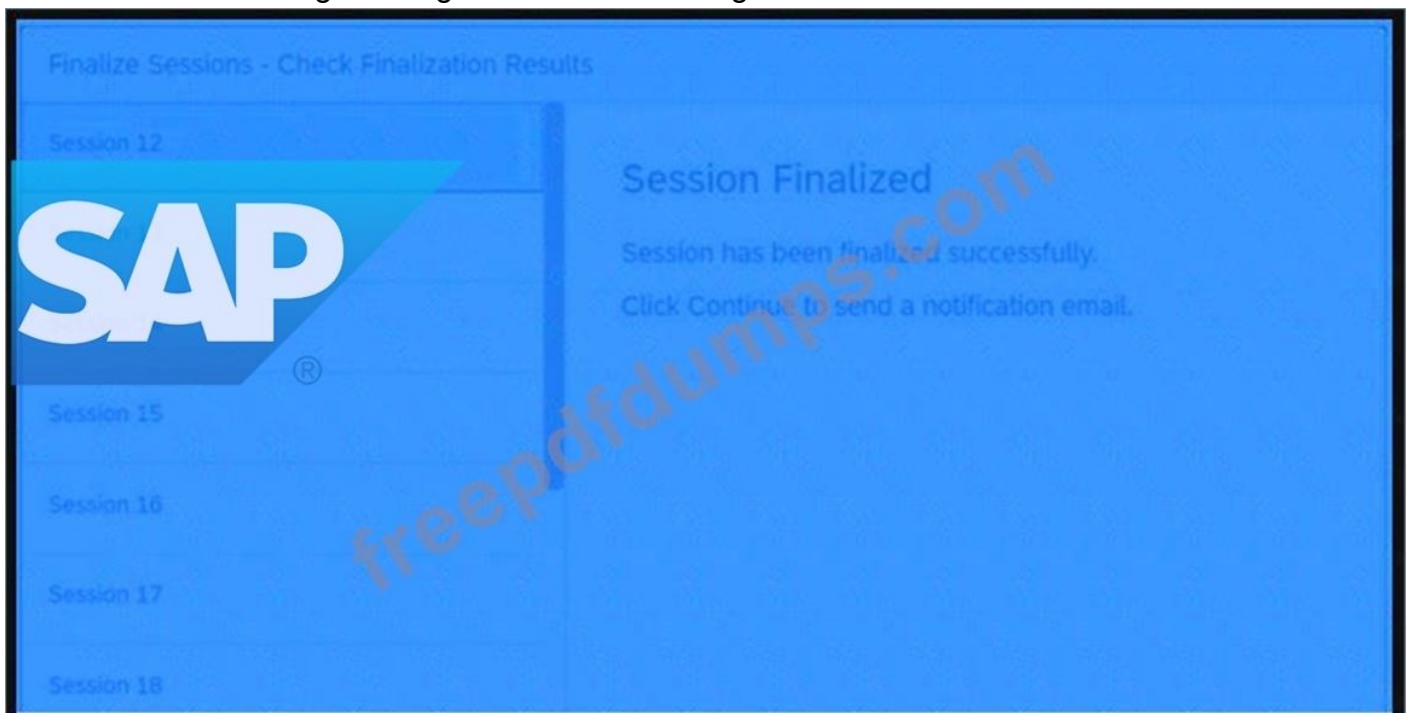 Finalize Sessions - Check Finalization Results
Session 12
Session Finalized
SAP
®
Session has been finalized successfully.
Click Continue to send a notification email.
Session 15
Session 16
Session 17
Session 18
freepdfdumps.com